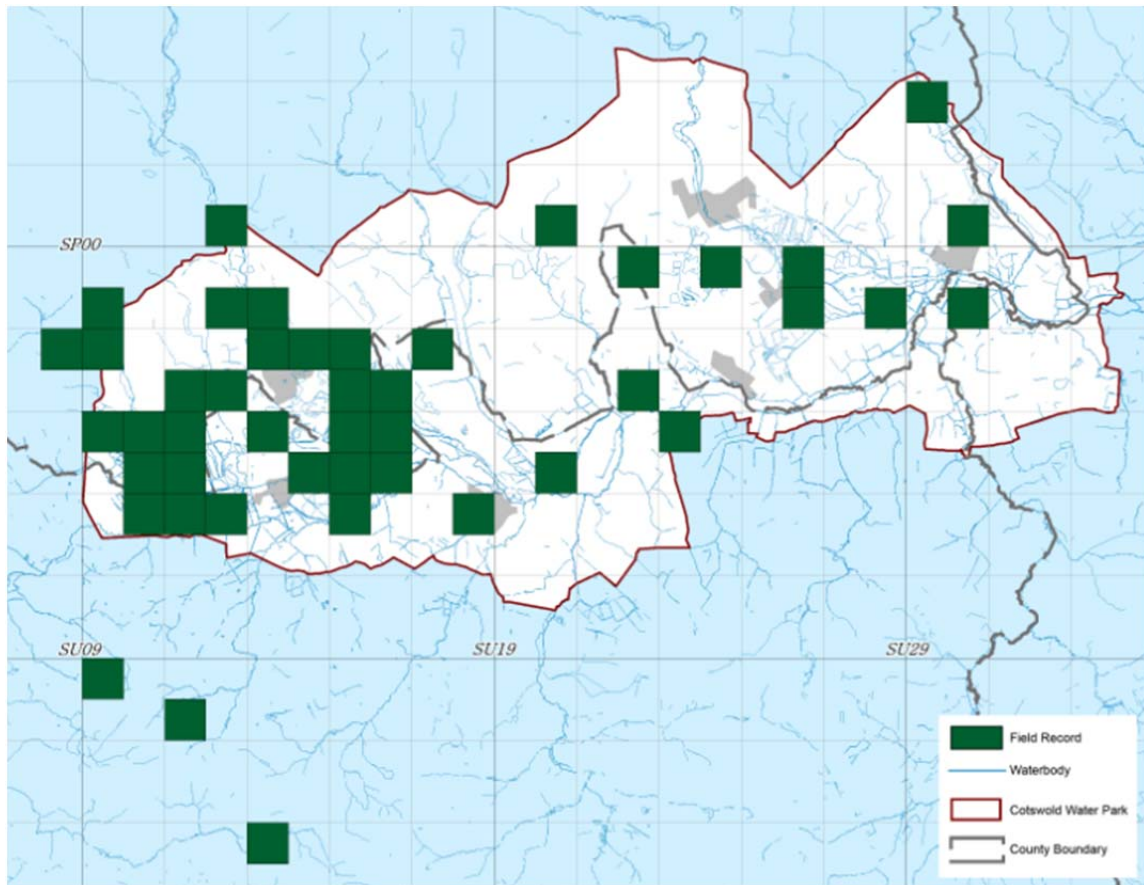 SP00
SU09
SU19
SU29
Field Record
Waterbody
Cotswold Water Park
County Boundary